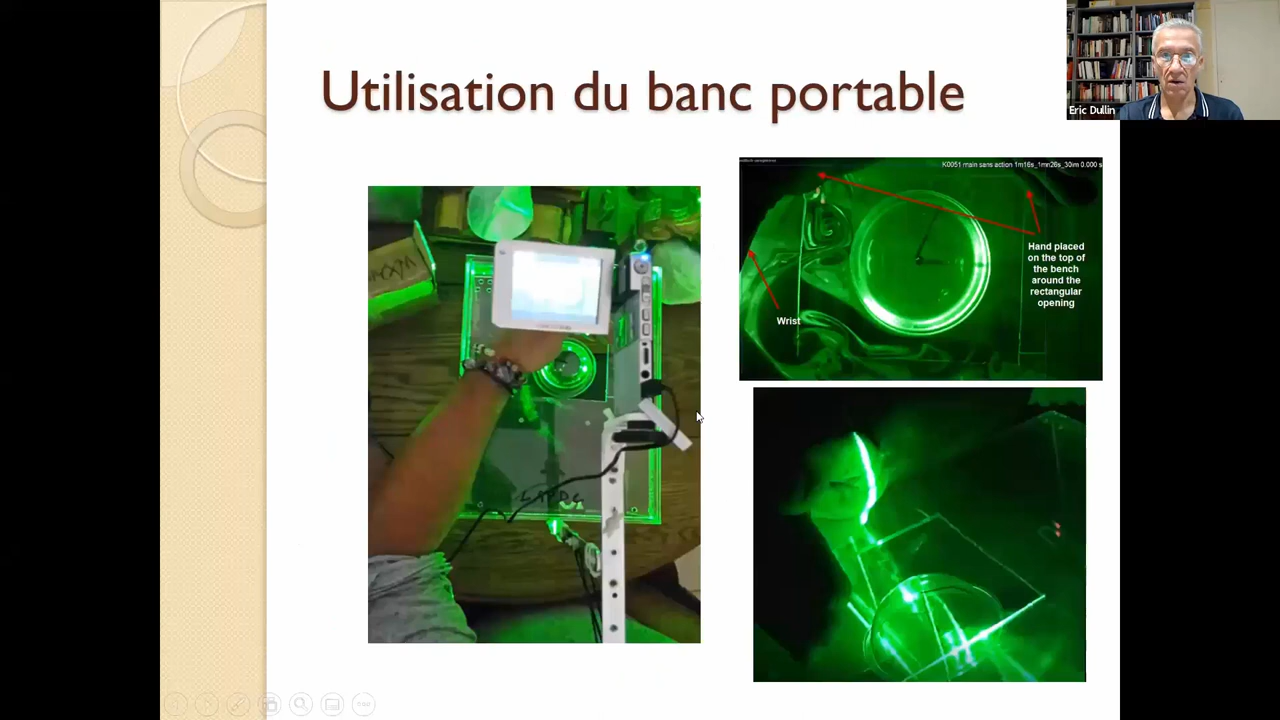 Utilisation du banc portable
Eric Dullin
K0051 main sans action 1m16s_1mn26s_30im 0.000 s
Hand placed
on the top of
the bench
around the
rectangular
opening
Wrist